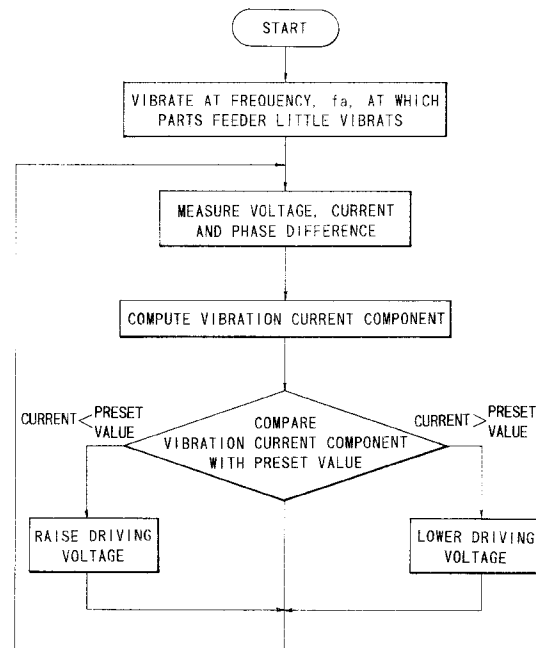 START
VIBRATE AT FREQUENCY, fa, AT WHICH
PARTS FEEDER LITTLE VIBRATS
MEASURE VOLTAGE, CURRENT
AND PHASE DIFFERENCE
COMPUTE VIBRATION CURRENT COMPONENT
CURRENT < PRESET
VALUE
COMPARE
VIBRATION CURRENT COMPONENT
WITH PRESET VALUE
CURRENT > PRESET
VALUE
RAISE DRIVING
VOLTAGE
LOWER DRIVING
VOLTAGE